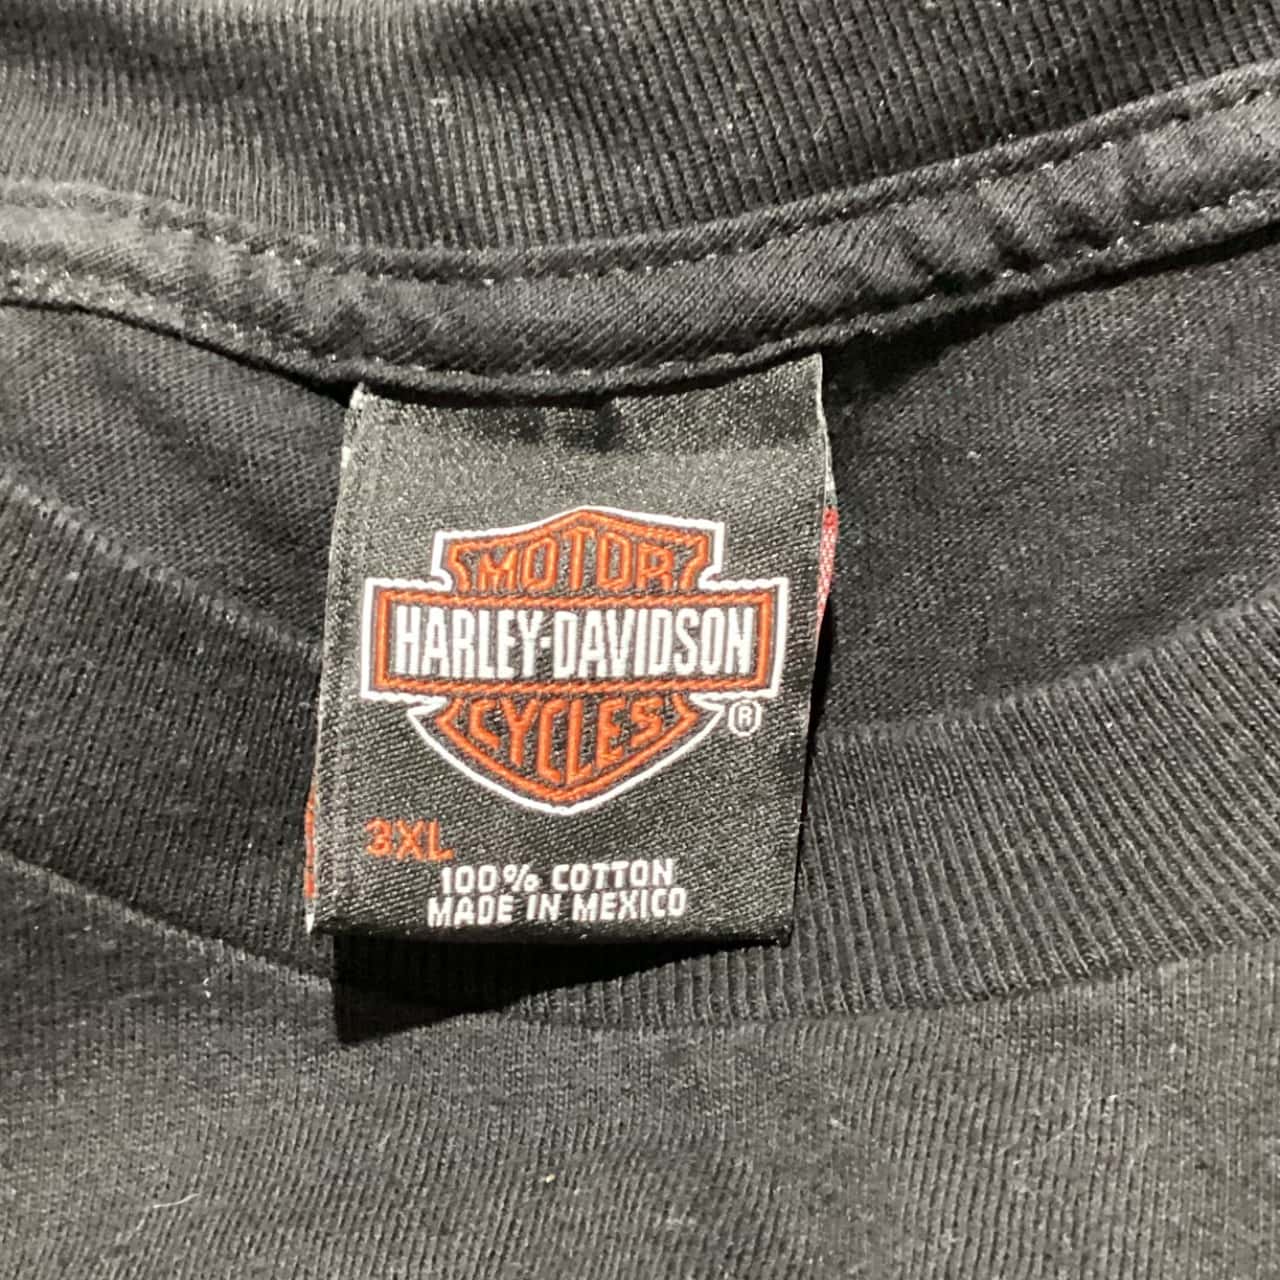 MOTOR
HARLEY-DAVIDSON
CYCLES
®
3XL
100% COTTON
MADE IN MEXICO